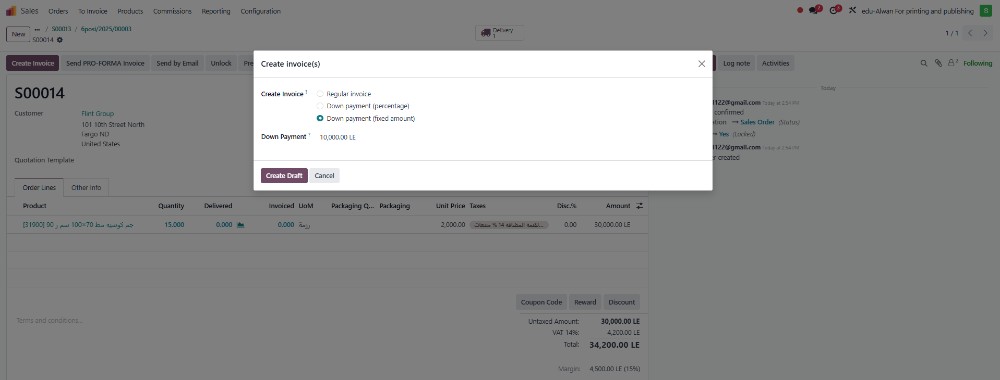 Sales Orders To Invoice Products Commissions Reporting Configuration 2 3 edu-Alwan For printing and publishing S
New ... / S00013 / 6posi/2025/00003
S00014
Delivery
1
1 / 1
Create Invoice Send PRO-FORMA Invoice Send by Email Unlock Pre
Log note Activities 2 Following
Create invoice(s)
Create Invoice ? Regular invoice
Down payment (percentage)
Down payment (fixed amount)
Down Payment ? 10,000.00 LE
Create Draft Cancel
S00014
Customer Flint Group
101 10th Street North
Fargo ND
United States
Quotation Template
Today
l122@gmail.com Today at 2:54 PM
confirmed
ation → Sales Order (Status)
→ Yes (Locked)
l122@gmail.com Today at 2:54 PM
er created
Order Lines Other Info
Product Quantity Delivered Invoiced UoM Packaging Q... Packaging Unit Price Taxes Disc.% Amount
[31900] جم كوشيه مط 70×100 سم ر 90 15.000 0.000 0.000 رزمة 2,000.00 ...لقيمة المضافة 14 % مبيعات 0.00 30,000.00 LE
Coupon Code Reward Discount
Terms and conditions...
Untaxed Amount: 30,000.00 LE
VAT 14%: 4,200.00 LE
Total: 34,200.00 LE
Margin: 4,500.00 LE (15%)